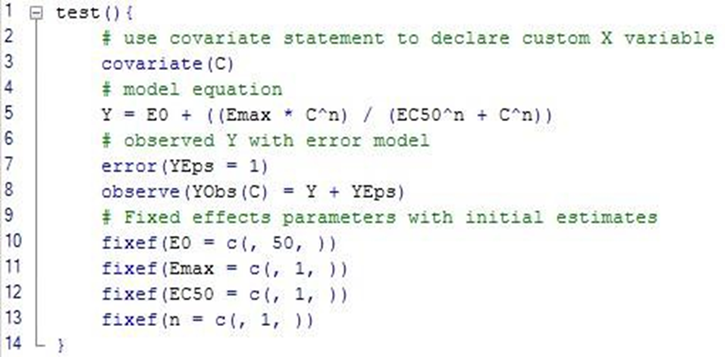 1 test(){
2 # use covariate statement to declare custom X variable
3 covariate(C)
4 # model equation
5 Y = E0 + ((Emax * C^n) / (EC50^n + C^n))
6 # observed Y with error model
7 error(YEps = 1)
8 observe(YObs(C) = Y + YEps)
9 # Fixed effects parameters with initial estimates
10 fixef(E0 = c(, 50, ))
11 fixef(Emax = c(, 1, ))
12 fixef(EC50 = c(, 1, ))
13 fixef(n = c(, 1, ))
14 }